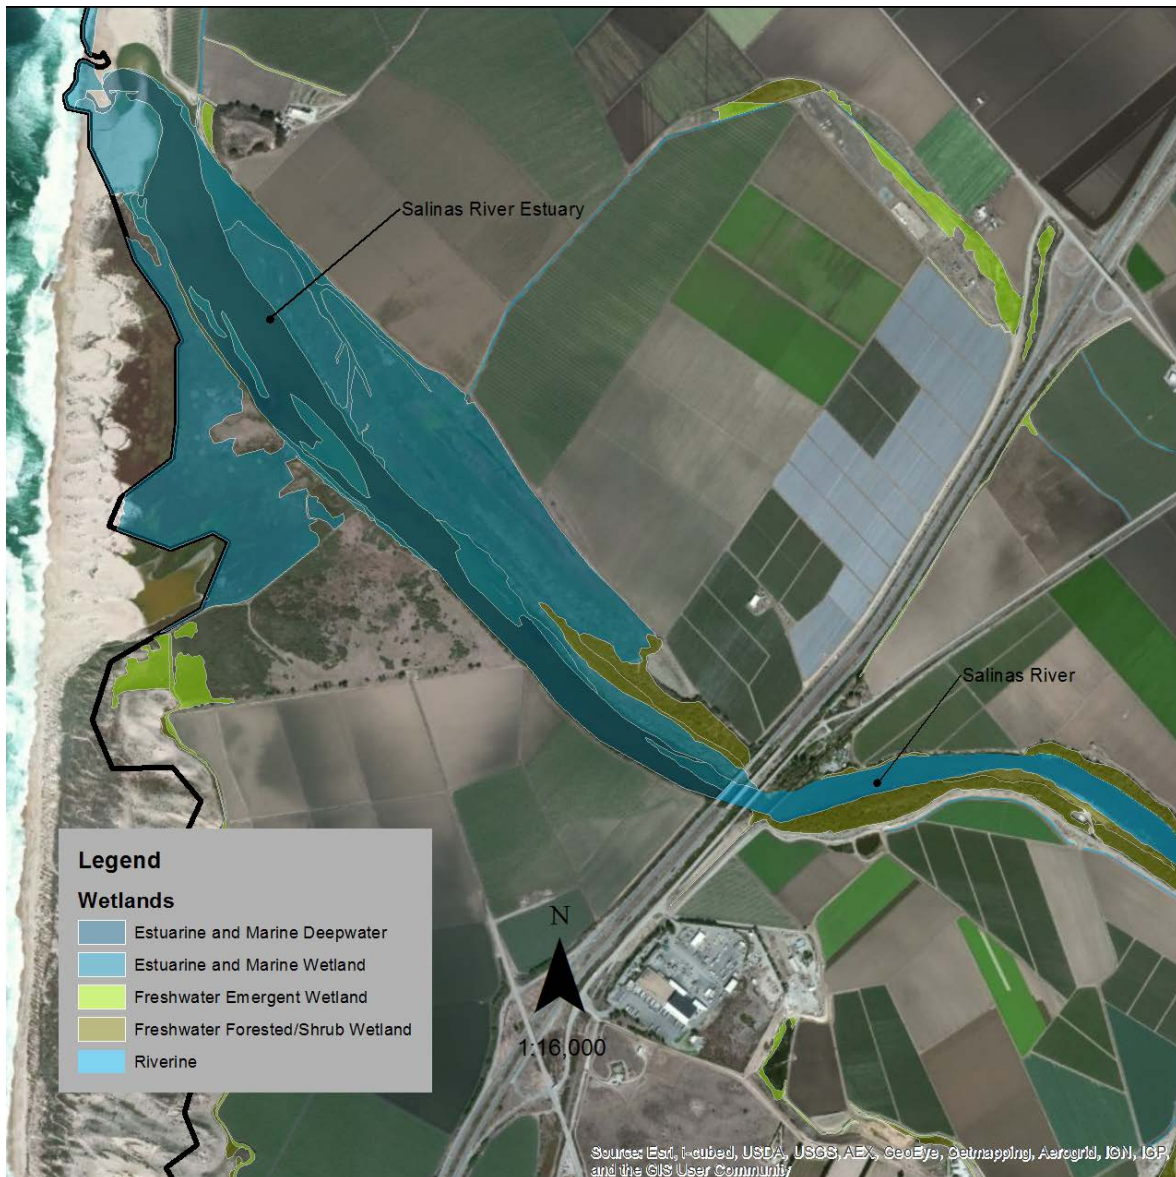 Salinas River Estuary
Salinas River
Legend
Wetlands
Estuarine and Marine Deepwater
Estuarine and Marine Wetland
Freshwater Emergent Wetland
Freshwater Forested/Shrub Wetland
Riverine
N
1:16,000
Source: Esri, i-cubed, USDA, USGS, AEX, GeoEye, Getmapping, Aerogrid, IGN, IGP,
and the GIS User Community